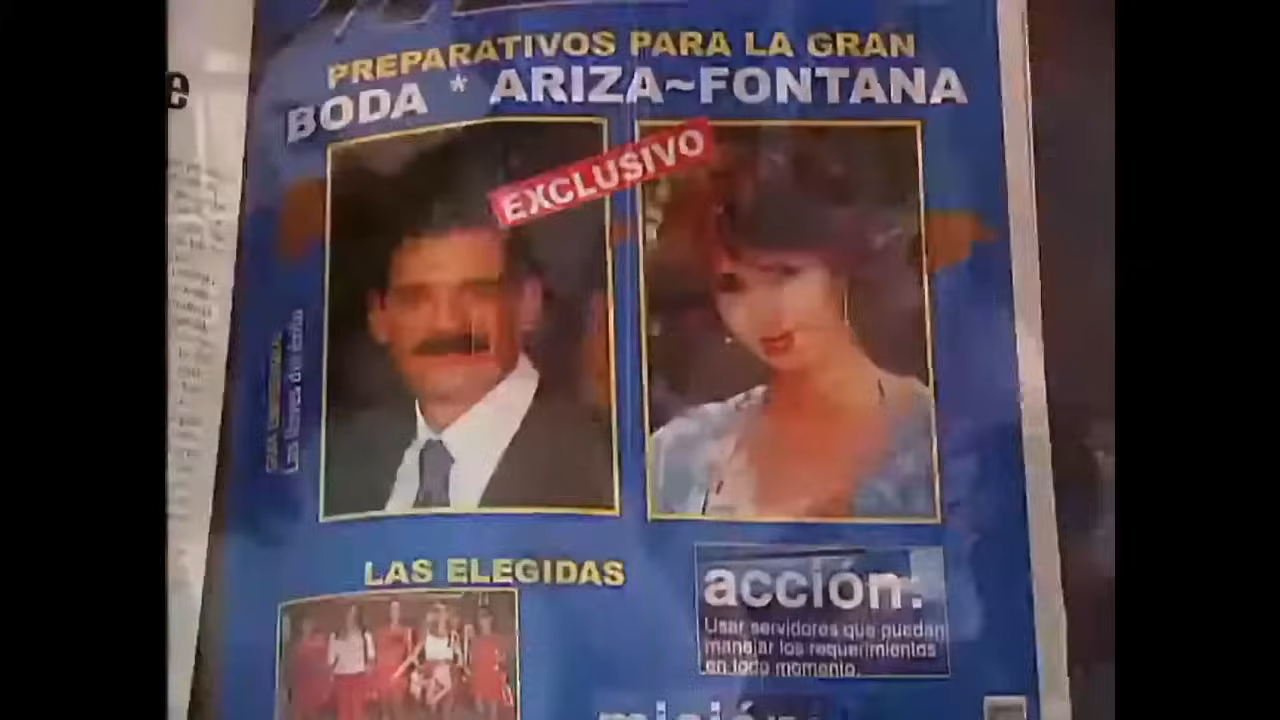 e
PREPARATIVOS PARA LA GRAN
BODA * ARIZA~FONTANA
EXCLUSIVO
LAS ELEGIDAS
acción:
Usar servidores que puedan
manejar los requerimientos
en todo momento.
misión